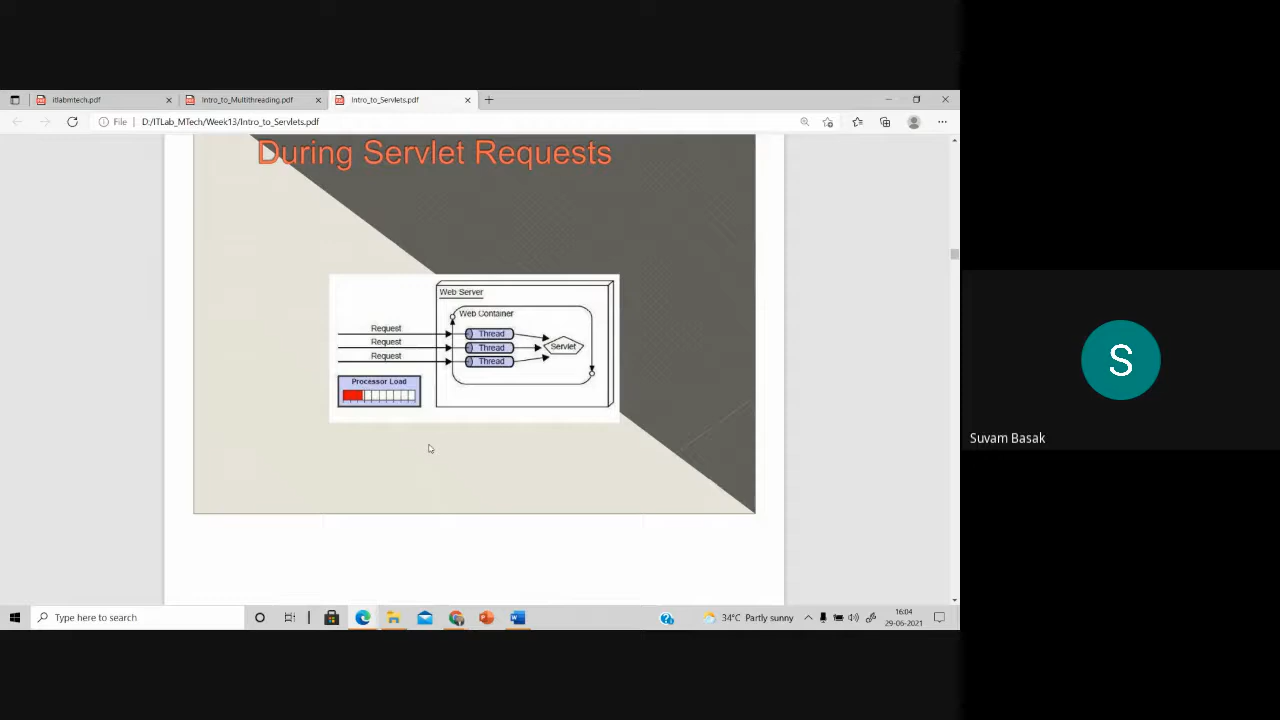 itlabmtech.pdf
Intro_to_Multithreading.pdf
Intro_to_Servlets.pdf
File
D:/ITLab_MTech/Week13/Intro_to_Servlets.pdf
During Servlet Requests
Web Server
Web Container
Request
Thread
Request
Thread
Servlet
Request
Thread
Processor Load
S
Suvam Basak
Type here to search
34°C Partly sunny
16:04
29-06-2021